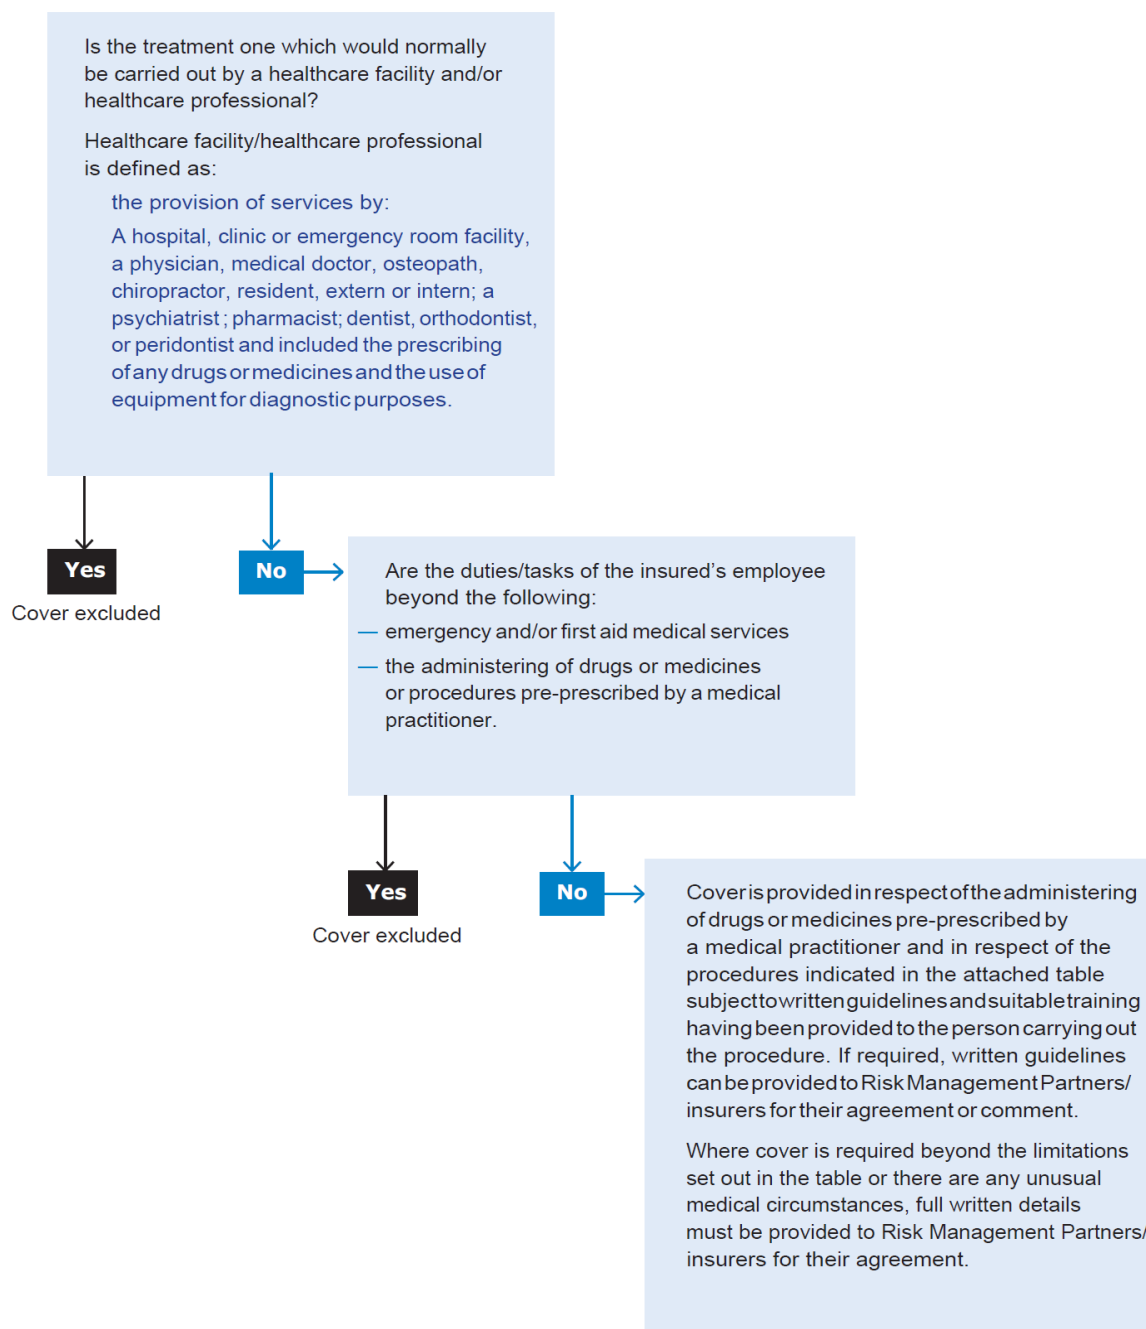 Is the treatment one which would normally
be carried out by a healthcare facility and/or
healthcare professional?
Healthcare facility/healthcare professional
is defined as:
the provision of services by:
A hospital, clinic or emergency room facility,
a physician, medical doctor, osteopath,
chiropractor, resident, extern or intern; a
psychiatrist; pharmacist; dentist, orthodontist,
or peridontist and included the prescribing
of any drugs or medicines and the use of
equipment for diagnostic purposes.
Yes
Cover excluded
No
Are the duties/tasks of the insured's employee
beyond the following:
— emergency and/or first aid medical services
— the administering of drugs or medicines
or procedures pre-prescribed by a medical
practitioner.
Yes
Cover excluded
No
Cover is provided in respect of the administering
of drugs or medicines pre-prescribed by
a medical practitioner and in respect of the
procedures indicated in the attached table
subject to written guidelines and suitable training
having been provided to the person carrying out
the procedure. If required, written guidelines
can be provided to Risk Management Partners/
insurers for their agreement or comment.
Where cover is required beyond the limitations
set out in the table or there are any unusual
medical circumstances, full written details
must be provided to Risk Management Partners/
insurers for their agreement.